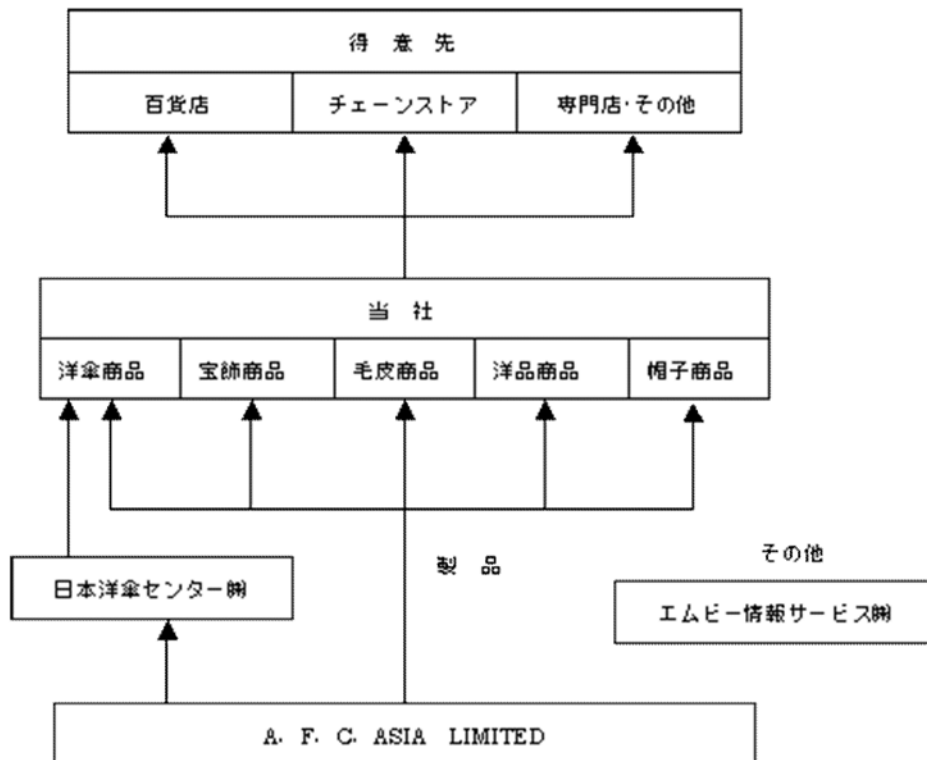 得 意 先
百貨店 チェーンストア 専門店・その他
当 社
洋傘商品 宝飾商品 毛皮商品 洋品商品 帽子商品
製 品
その他
日本洋傘センター㈱
エムビー情報サービス㈱
A. F. C. ASIA LIMITED